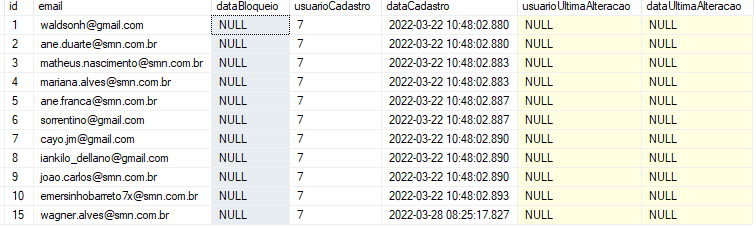 id email dataBloqueio usuarioCadastro dataCadastro usuarioUltimaAlteracao dataUltimaAlteracao
1 waldsonh@gmail.com NULL 7 2022-03-22 10:48:02.880 NULL NULL
2 ane.duarte@smn.com.br NULL 7 2022-03-22 10:48:02.880 NULL NULL
3 matheus.nascimento@smn.com.br NULL 7 2022-03-22 10:48:02.883 NULL NULL
4 mariana.alves@smn.com.br NULL 7 2022-03-22 10:48:02.883 NULL NULL
5 ane.franca@smn.com.br NULL 7 2022-03-22 10:48:02.887 NULL NULL
6 sorrentino@gmail.com NULL 7 2022-03-22 10:48:02.887 NULL NULL
7 cayo.jm@gmail.com NULL 7 2022-03-22 10:48:02.890 NULL NULL
8 iankilo_dellano@gmail.com NULL 7 2022-03-22 10:48:02.890 NULL NULL
9 joao.carlos@smn.com.br NULL 7 2022-03-22 10:48:02.890 NULL NULL
10 emersinhobarreto7x@smn.com.br NULL 7 2022-03-22 10:48:02.893 NULL NULL
15 wagner.alves@smn.com.br NULL 7 2022-03-28 08:25:17.827 NULL NULL